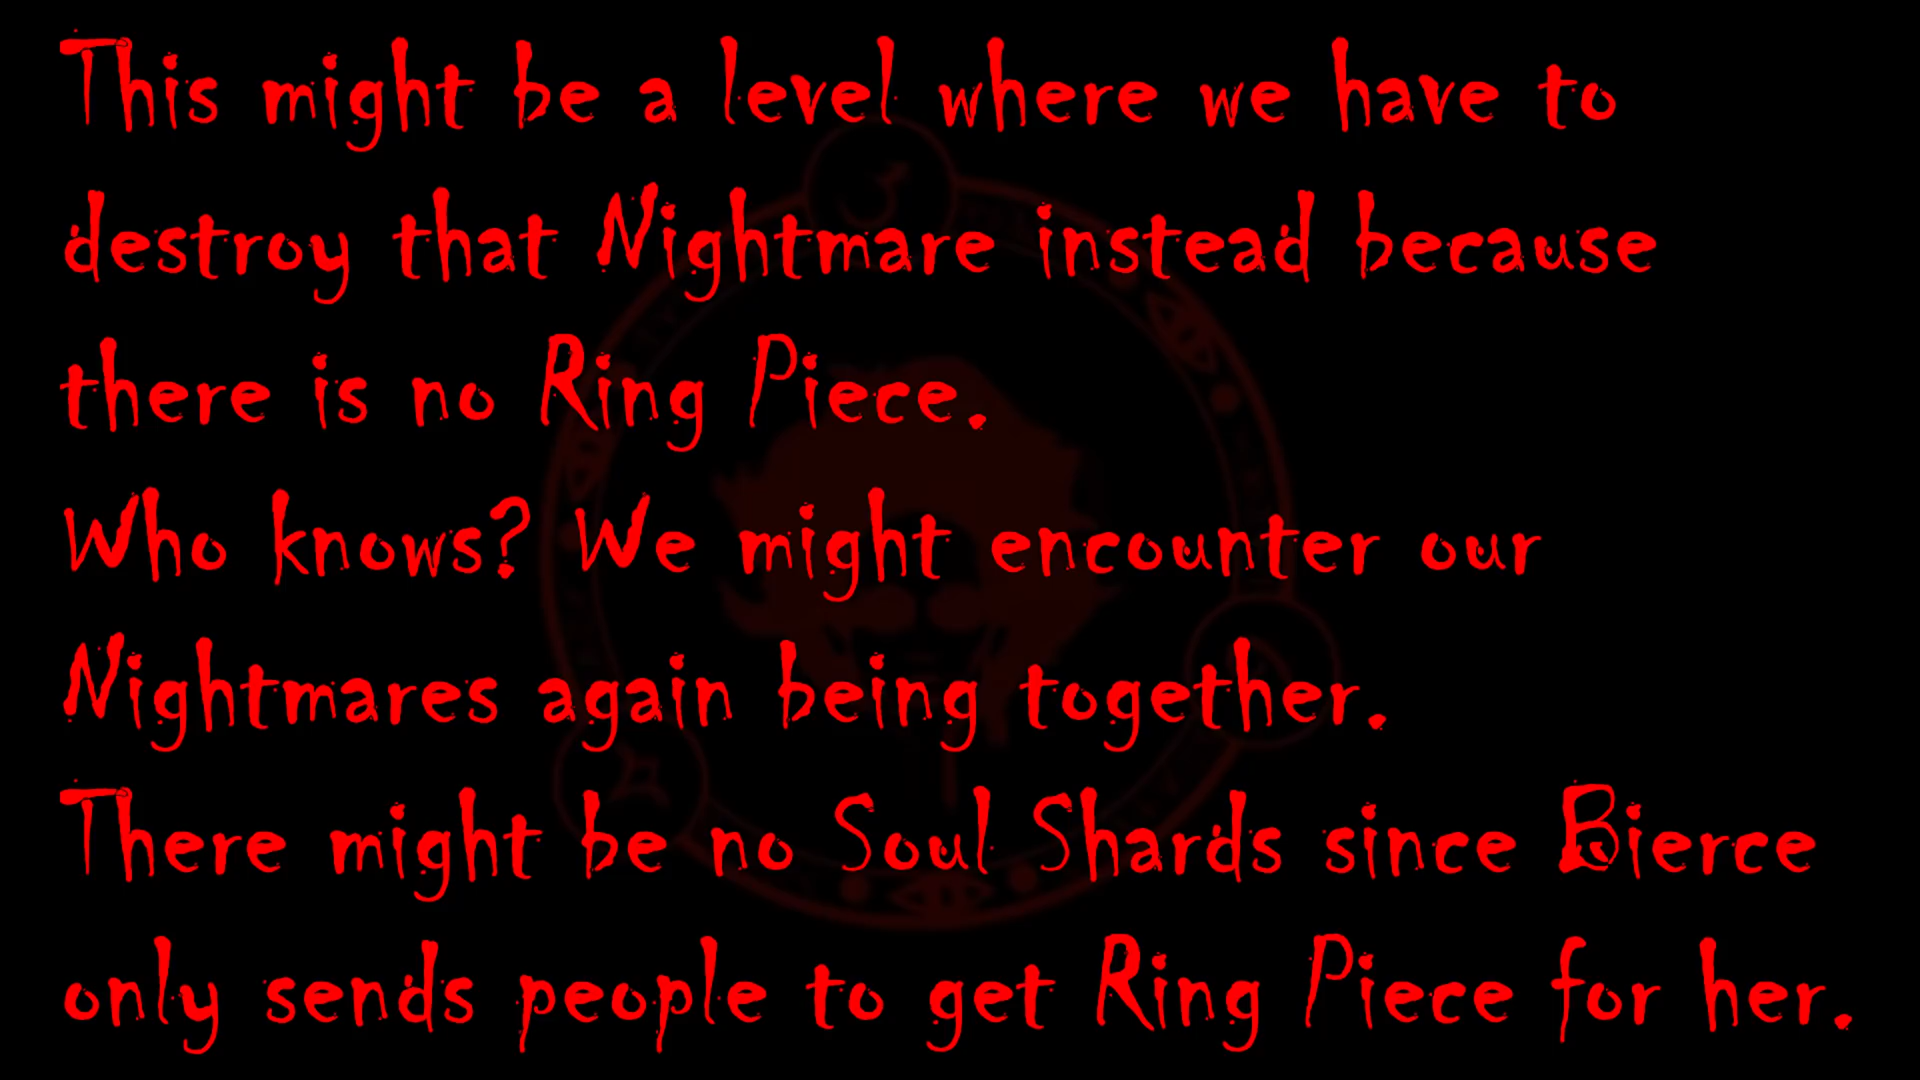 This might be a level where we have to
destroy that Nightmare instead because
there is no Ring Piece.
Who knows? We might encounter our
Nightmares again being together.
There might be no Soul Shards since Bierce
only sends people to get Ring Piece for her.